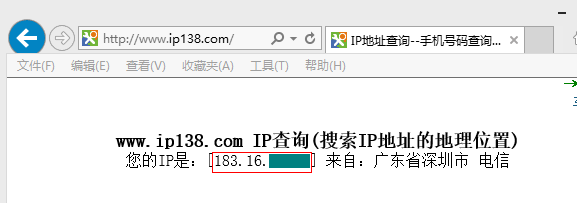 http://www.ip138.com/
IP地址查询--手机号码查询...
文件(F) 编辑(E) 查看(V) 收藏夹(A) 工具(T) 帮助(H)
www.ip138.com IP查询(搜索IP地址的地理位置)
您的IP是：[183.16.] 来自：广东省深圳市 电信